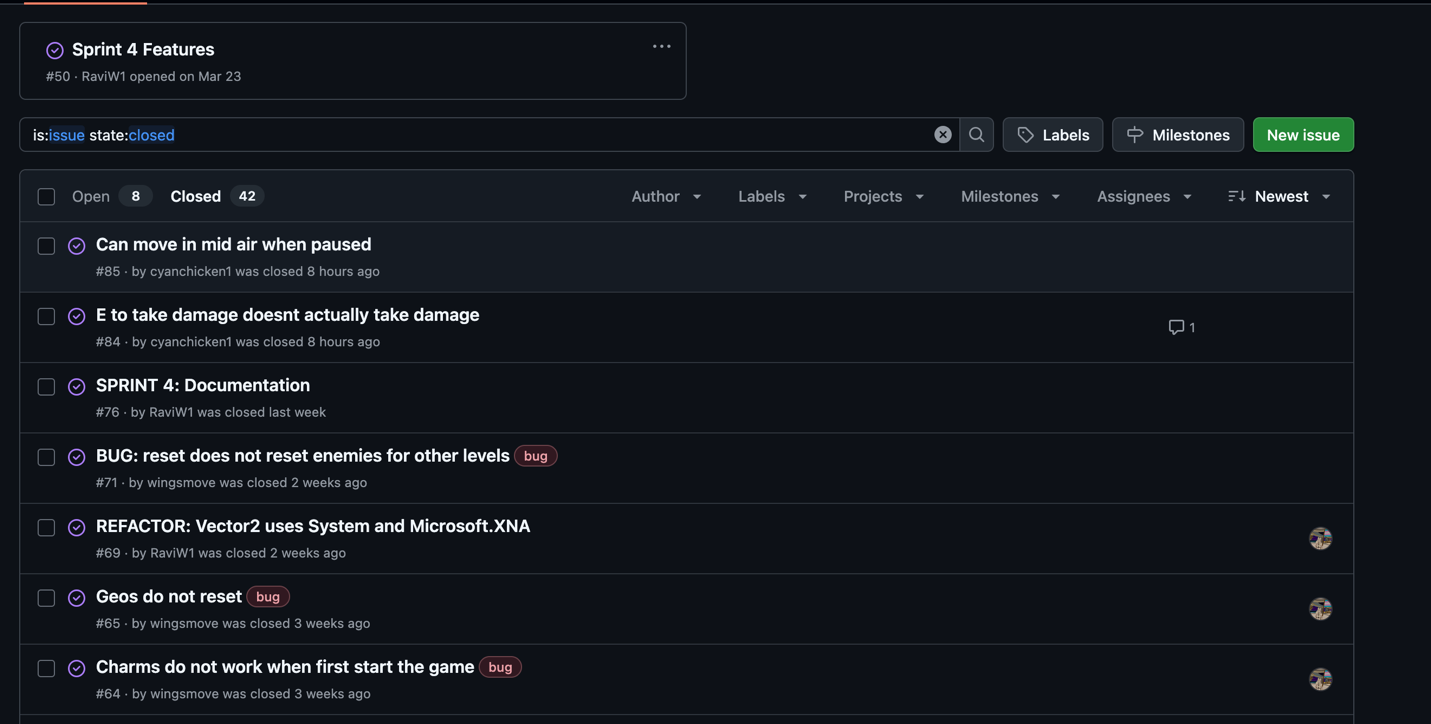 Sprint 4 Features
#50 · RaviW1 opened on Mar 23
is:issue state:closed
Labels
Milestones
New issue
Open 8 Closed 42 Author Labels Projects Milestones Assignees Newest
Can move in mid air when paused
#85 · by cyanchicken1 was closed 8 hours ago
E to take damage doesnt actually take damage
#84 · by cyanchicken1 was closed 8 hours ago
1
SPRINT 4: Documentation
#76 · by RaviW1 was closed last week
BUG: reset does not reset enemies for other levels bug
#71 · by wingsmove was closed 2 weeks ago
REFACTOR: Vector2 uses System and Microsoft.XNA
#69 · by RaviW1 was closed 2 weeks ago
Geos do not reset bug
#65 · by wingsmove was closed 3 weeks ago
Charms do not work when first start the game bug
#64 · by wingsmove was closed 3 weeks ago